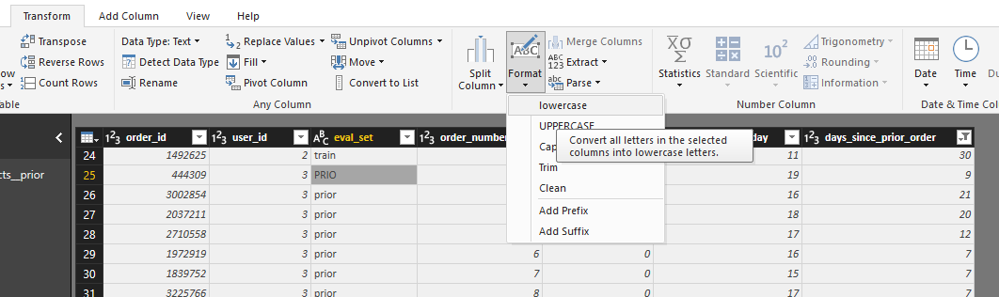 Transform Add Column View Help
Transpose Data Type: Text Replace Values Unpivot Columns Merge Columns Trigonometry
ows Reverse Rows Detect Data Type Fill Move Split Column Format Extract Statistics Standard Scientific Rounding Date Time
Count Rows Rename Pivot Column Convert to List Parse Information
able Any Column Number Column Date & Time Col
lowercase
UPPERCASE
Convert all letters in the selected
columns into lowercase letters.
Cap
Trim
Clean
Add Prefix
Add Suffix
cts__prior
order_id user_id eval_set order_number day days_since_prior_order
24 1492625 2 train 11 30
25 444309 3 PRIO 19 9
26 3002854 3 prior 16 21
27 2037211 3 prior 18 20
28 2710558 3 prior 17 12
29 1972919 3 prior 6 0 16 7
30 1839752 3 prior 7 0 15 7
31 3225766 3 prior 8 0 17 7